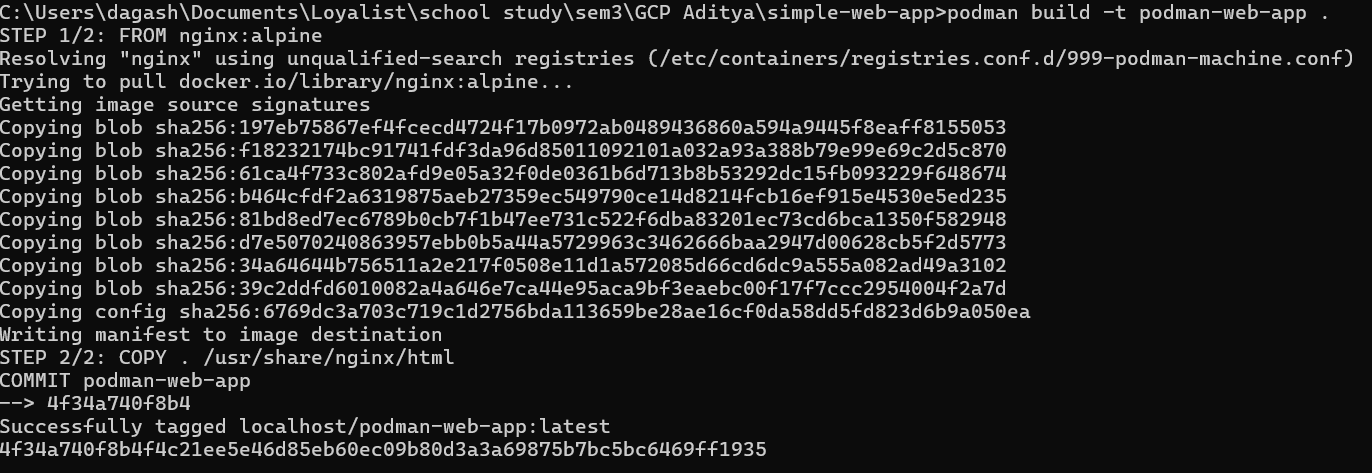 C:\Users\dagash\Documents\Loyalist\school study\sem3\GCP Aditya\simple-web-app>podman build -t podman-web-app .
STEP 1/2: FROM nginx:alpine
Resolving "nginx" using unqualified-search registries (/etc/containers/registries.conf.d/999-podman-machine.conf)
Trying to pull docker.io/library/nginx:alpine...
Getting image source signatures
Copying blob sha256:197eb75867ef4fcecd4724f17b0972ab0489436860a594a9445f8eaff8155053
Copying blob sha256:f18232174bc91741fdf3da96d85011092101a032a93a388b79e99e69c2d5c870
Copying blob sha256:61ca4f733c802afd9e05a32f0de0361b6d713b8b53292dc15fb093229f648674
Copying blob sha256:b464cfdf2a6319875aeb27359ec549790ce14d8214fcb16ef915e4530e5ed235
Copying blob sha256:81bd8ed7ec6789b0cb7f1b47ee731c522f6dba83201ec73cd6bca1350f582948
Copying blob sha256:d7e5070240863957ebb0b5a44a5729963c3462666baa2947d00628cb5f2d5773
Copying blob sha256:34a64644b756511a2e217f0508e11d1a572085d66cd6dc9a555a082ad49a3102
Copying blob sha256:39c2ddfd6010082a4a646e7ca44e95aca9bf3eaebc00f17f7ccc2954004f2a7d
Copying config sha256:6769dc3a703c719c1d2756bda113659be28ae16cf0da58dd5fd823d6b9a050ea
Writing manifest to image destination
STEP 2/2: COPY . /usr/share/nginx/html
COMMIT podman-web-app
--> 4f34a740f8b4
Successfully tagged localhost/podman-web-app:latest
4f34a740f8b4f4c21ee5e46d85eb60ec09b80d3a3a69875b7bc5bc6469ff1935